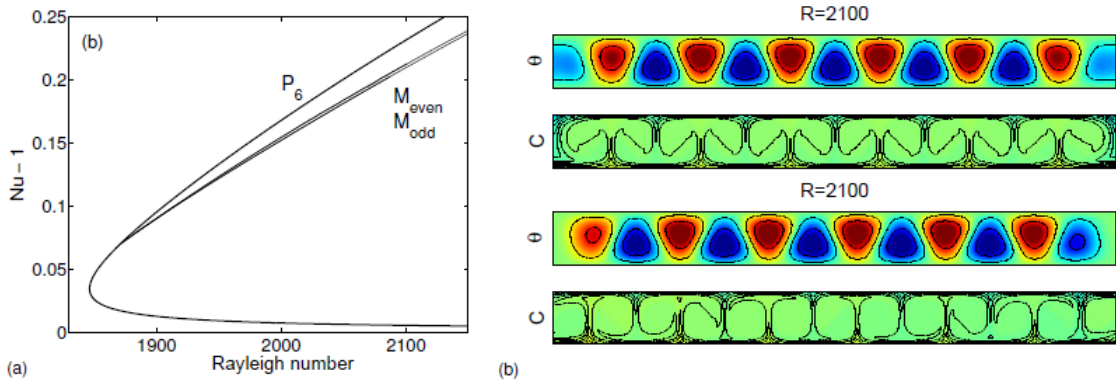 0.25
(b)
0.2
P6
Meven
Modd
0.15
Nu − 1
0.1
0.05
0
1900 2000 2100
Rayleigh number
(a)
R=2100
θ
C
R=2100
θ
C
(b)